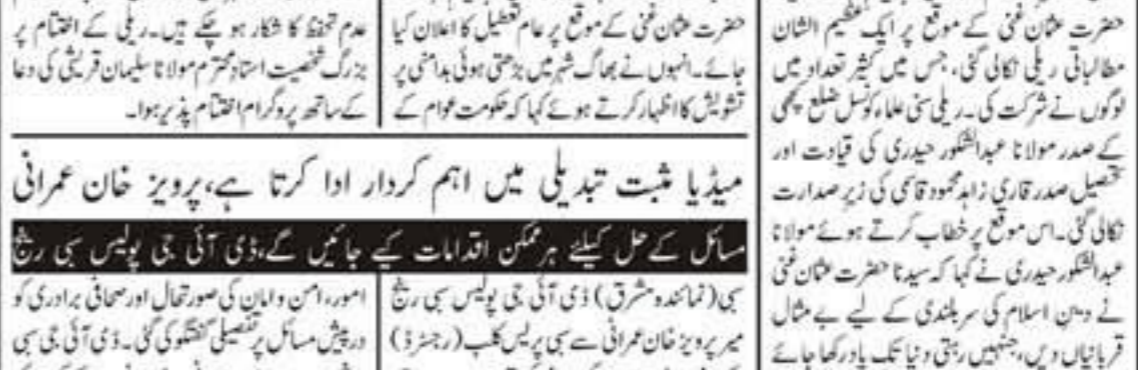 حضرت عثمان غنی کے موقع پر ایک عظیم الشان
مطالباتی ریلی نکالی گئی، جس میں کثیر تعداد میں
لوگوں نے شرکت کی۔ ریلی سنی علماء کونسل ضلع کچھی
کے صدر مولانا عبدالشکور حیدری کی قیادت اور
تحصیل صدر قاری زاہد محمود قاسمی کی زیر صدارت
نکالی گئی۔ اس موقع پر خطاب کرتے ہوئے مولانا
عبدالشکور حیدری نے کہا کہ سیدنا حضرت عثمان غنی
نے دین اسلام کی سربلندی کے لیے بے مثال
قربانیاں دیں، جنہیں رہتی دنیا تک یاد رکھا جائے
حضرت عثمان غنی کے موقع پر عام تعطیل کا اعلان کیا
جائے۔ انہوں نے بھاگ شہر میں بڑھتی ہوئی بدامنی پر
تشویش کا اظہار کرتے ہوئے کہا کہ حکومت عوام کے
عدم تحفظ کا شکار ہو چکے ہیں۔ ریلی کے اختتام پر
بزرگ شخصیت استاد محترم مولانا سلیمان قریشی کی دعا
کے ساتھ پروگرام اختتام پذیر ہوا۔
میڈیا مثبت تبدیلی میں اہم کردار ادا کرتا ہے، پرویز خان عمرانی
مسائل کے حل کیلئے ہر ممکن اقدامات کیے جائیں گے، ڈی آئی جی پولیس سبی رینج
سبی (نمائندہ مشرق) ڈی آئی جی پولیس سبی رینج
میر پرویز خان عمرانی سے سبی پریس کلب (رجسٹرڈ)
امور، امن و امان کی صورتحال اور صحافی برادری کو
درپیش مسائل پر تفصیلی گفتگو کی گئی۔ ڈی آئی جی سبی